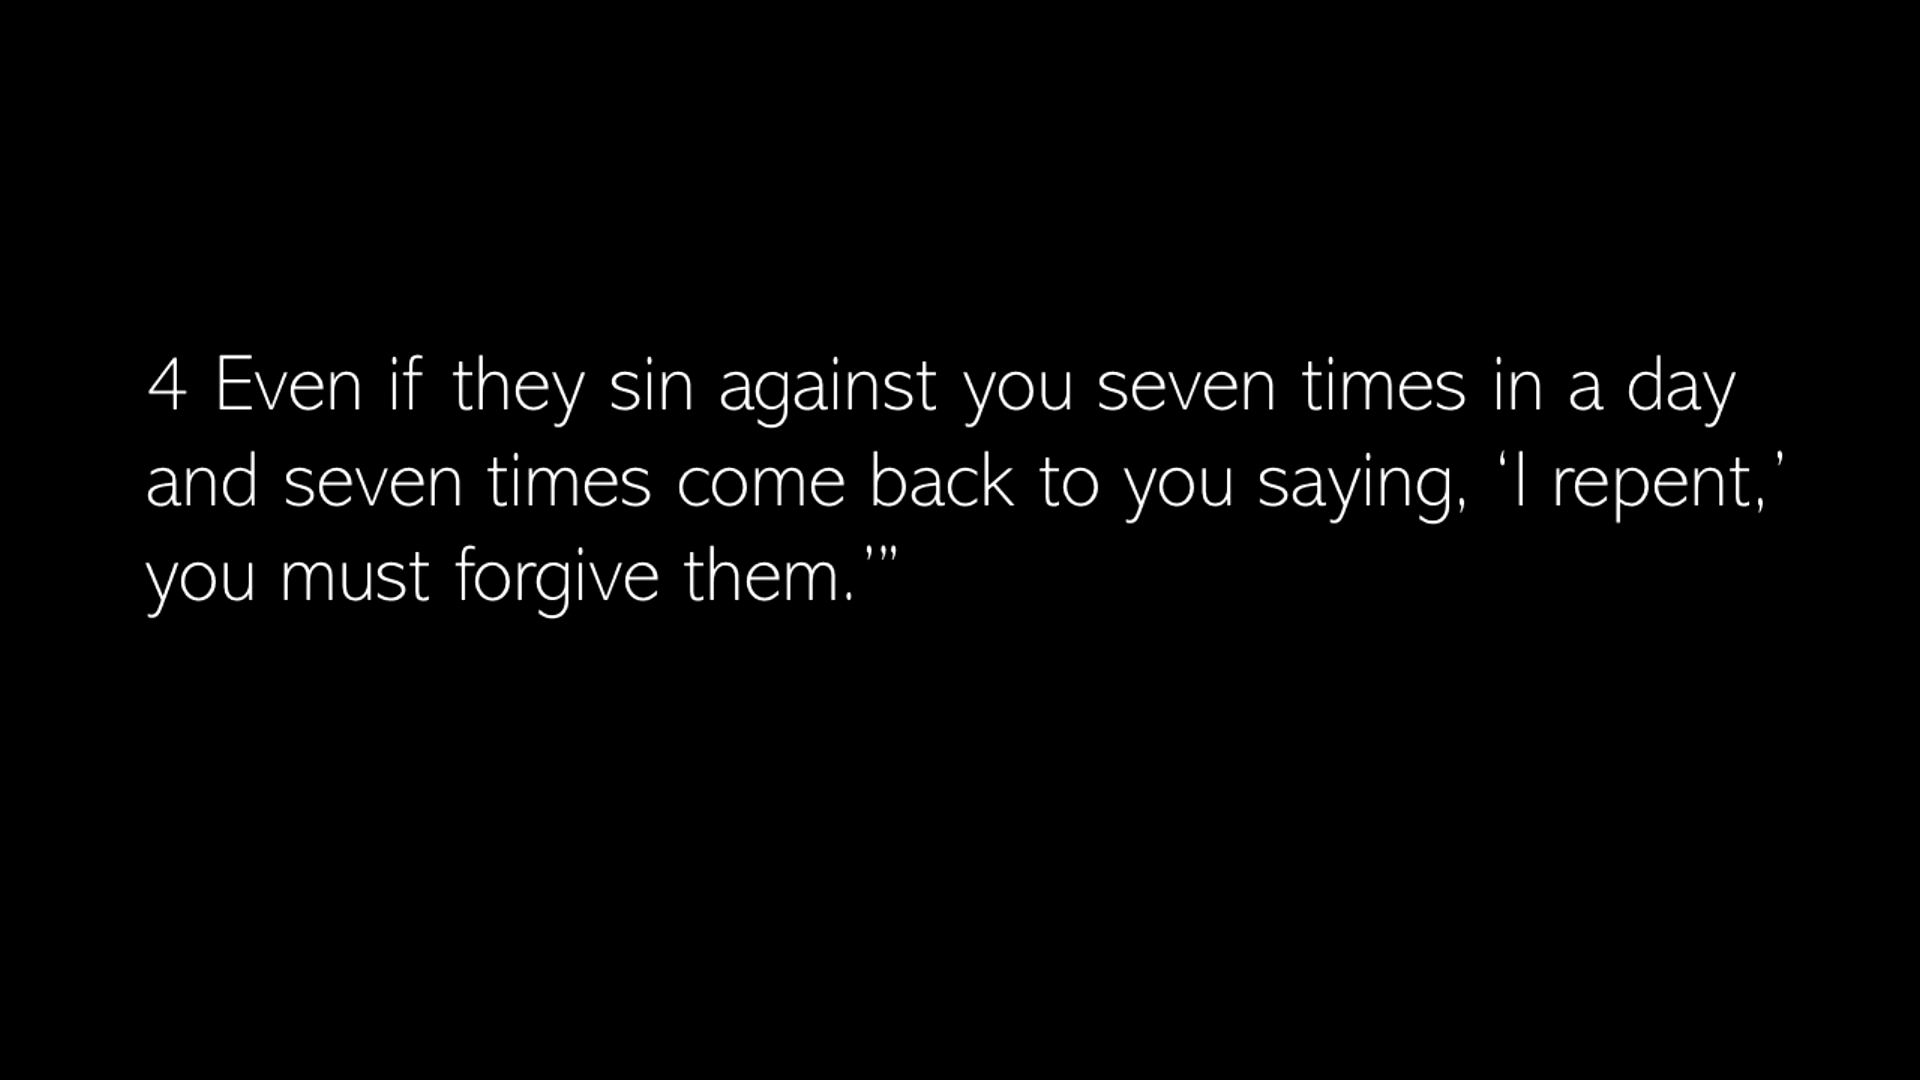 4 Even if they sin against you seven times in a day
and seven times come back to you saying, ‘I repent,’
you must forgive them.’”